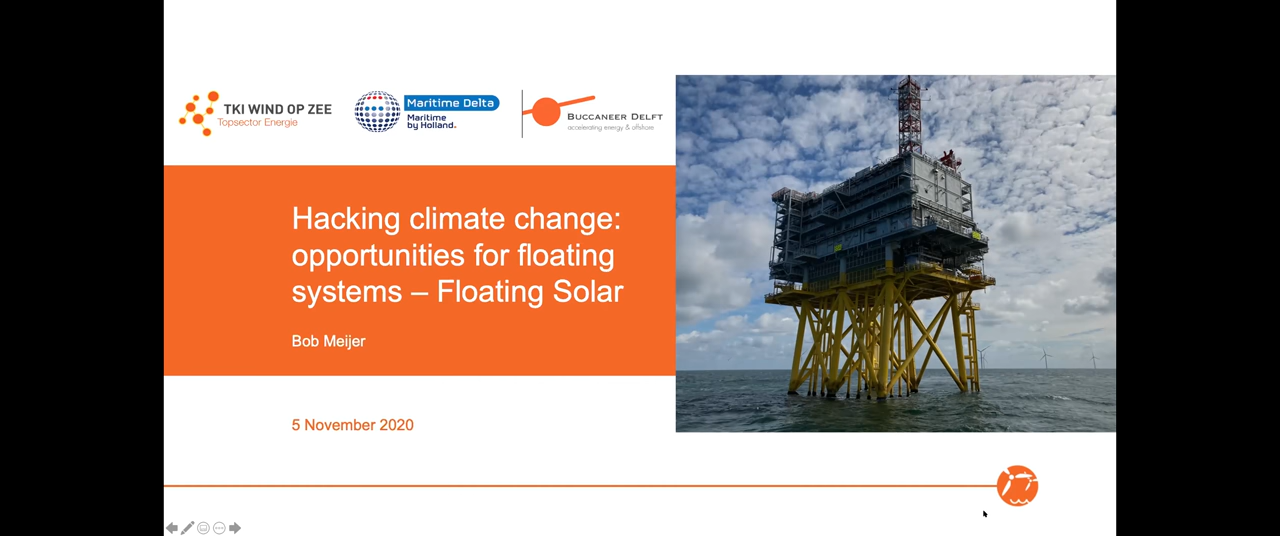 TKI WIND OP ZEE
Topsector Energie
Maritime Delta
Maritime
by Holland.
BUCCANEER DELFT
accelerating energy & offshore
Hacking climate change:
opportunities for floating
systems – Floating Solar
Bob Meijer
5 November 2020